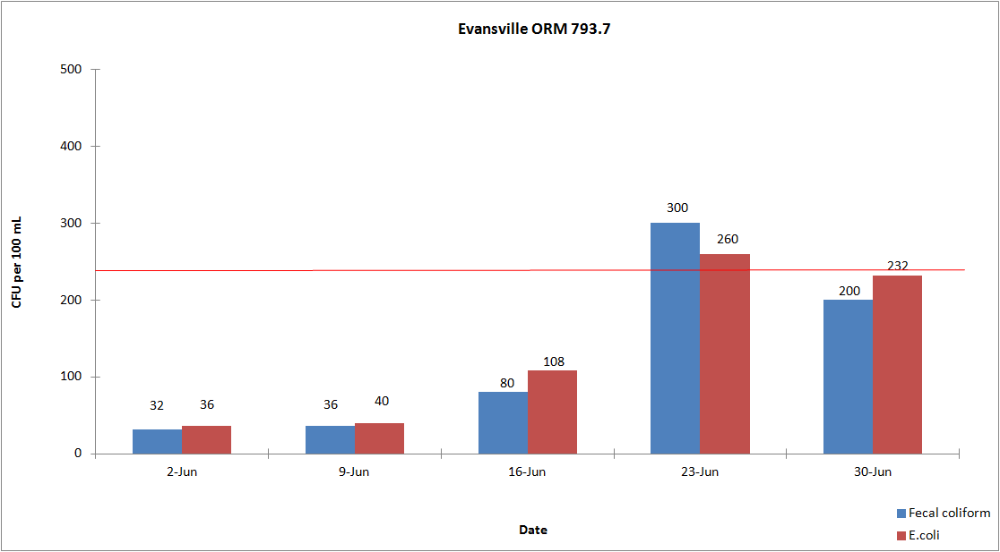 Evansville ORM 793.7
500
400
300
200
100
0
CFU per 100 mL
32
36
36
40
80
108
300
260
200
232
2-Jun
9-Jun
16-Jun
23-Jun
30-Jun
Date
Fecal coliform
E.coli